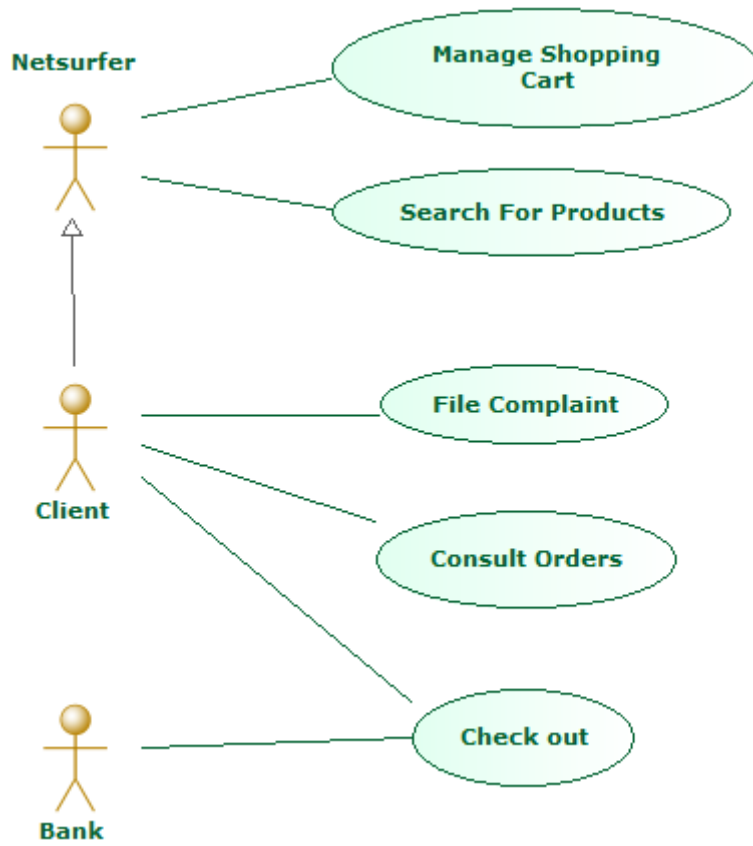 Netsurfer
Manage Shopping
Cart
Search For Products
File Complaint
Client
Consult Orders
Check out
Bank